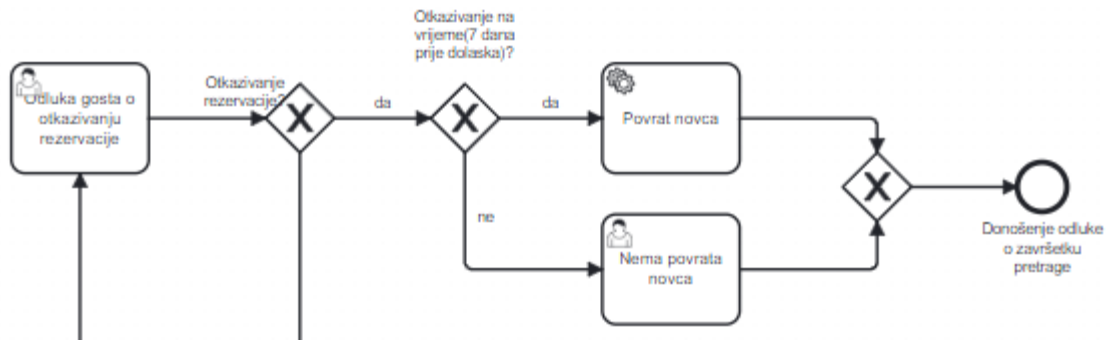 Otkazivanje na
vrijeme(7 dana
prije dolaska)?
Odluka gosta o
otkazivanju
rezervacije
Otkazivanje
rezervacije?
da
da
Povrat novca
ne
Nema povrata
novca
Donošenje odluke
o završetku
pretrage